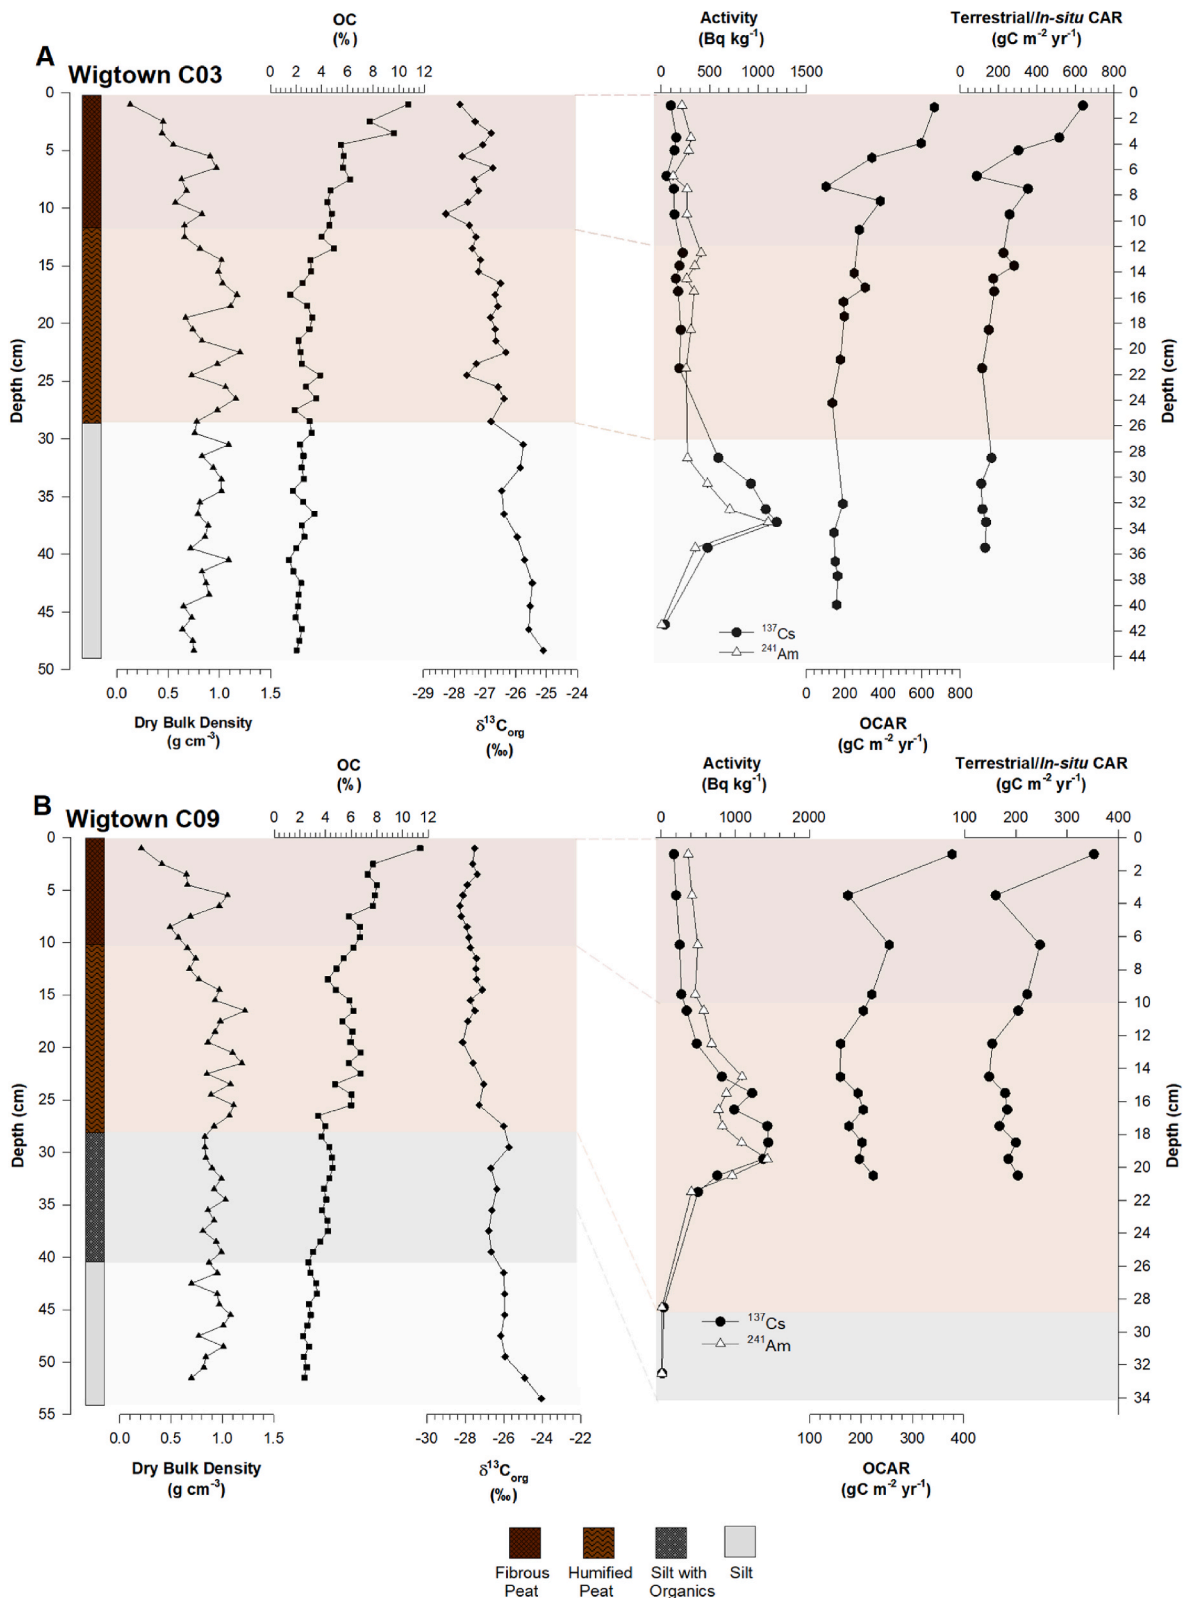 A
Wigtown C03
OC
(%)
Activity
(Bq kg-1)
Terrestrial/In-situ CAR
(gC m-2 yr-1)
0 2 4 6 8 10 12
0 500 1000 1500
0 200 400 600 800
0
5
10
15
20
25
30
35
40
45
50
Depth (cm)
0
2
4
6
8
10
12
14
16
18
20
22
24
26
28
30
32
34
36
38
40
42
44
Depth (cm)
137Cs
241Am
0.0 0.5 1.0 1.5
-29 -28 -27 -26 -25 -24
0 200 400 600 800
Dry Bulk Density
(g cm-3)
δ13Corg
(‰)
OCAR
(gC m-2 yr-1)
B
Wigtown C09
OC
(%)
Activity
(Bq kg-1)
Terrestrial/In-situ CAR
(gC m-2 yr-1)
0 2 4 6 8 10 12
0 1000 2000
100 200 300 400
0
5
10
15
20
25
30
35
40
45
50
55
Depth (cm)
0
2
4
6
8
10
12
14
16
18
20
22
24
26
28
30
32
34
Depth (cm)
137Cs
241Am
0.0 0.5 1.0 1.5
-30 -28 -26 -24 -22
100 200 300 400
Dry Bulk Density
(g cm-3)
δ13Corg
(‰)
OCAR
(gC m-2 yr-1)
Fibrous
Peat
Humified
Peat
Silt with
Organics
Silt